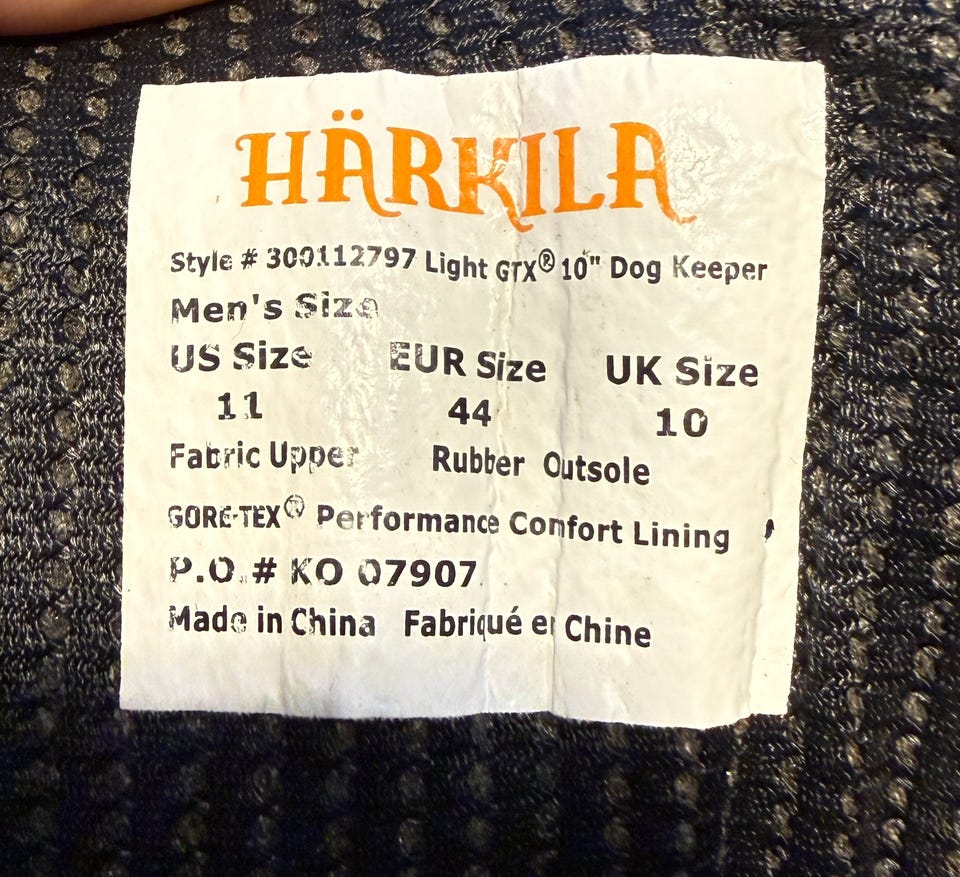 HÄRKILA
Style # 300112797 Light GTX® 10" Dog Keeper
Men's Size
US Size EUR Size UK Size
11 44 10
Fabric Upper Rubber Outsole
GORE-TEX® Performance Comfort Lining
P.O.# KO 07907
Made in China Fabriqué en Chine